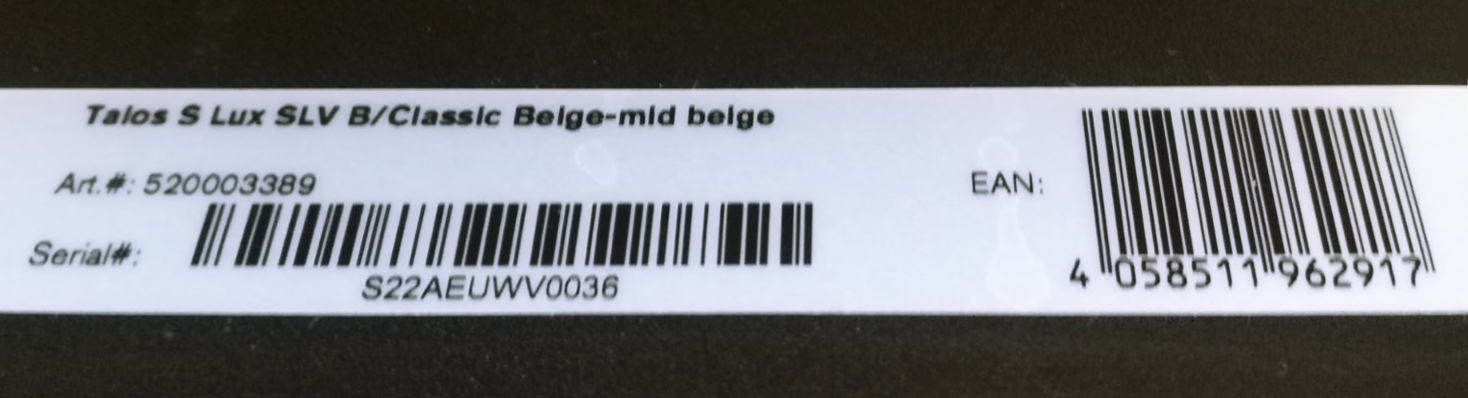 Talos S Lux SLV B/Classic Beige-mid beige
Art.#: 520003389
Serial#:
S22AEUWV0036
EAN:
4 058511 962917